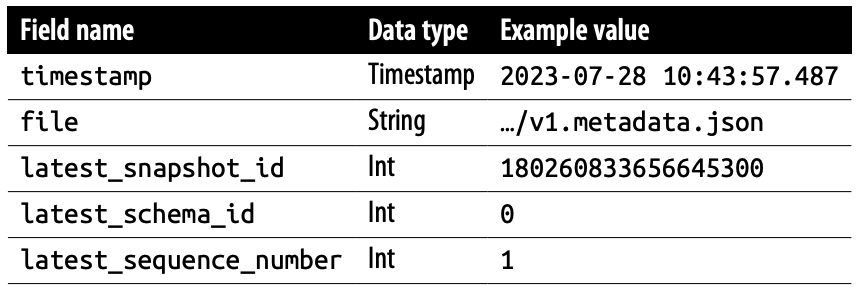 Field name Data type Example value
timestamp Timestamp 2023-07-28 10:43:57.487
file String …/v1.metadata.json
latest_snapshot_id Int 180260833656645300
latest_schema_id Int 0
latest_sequence_number Int 1